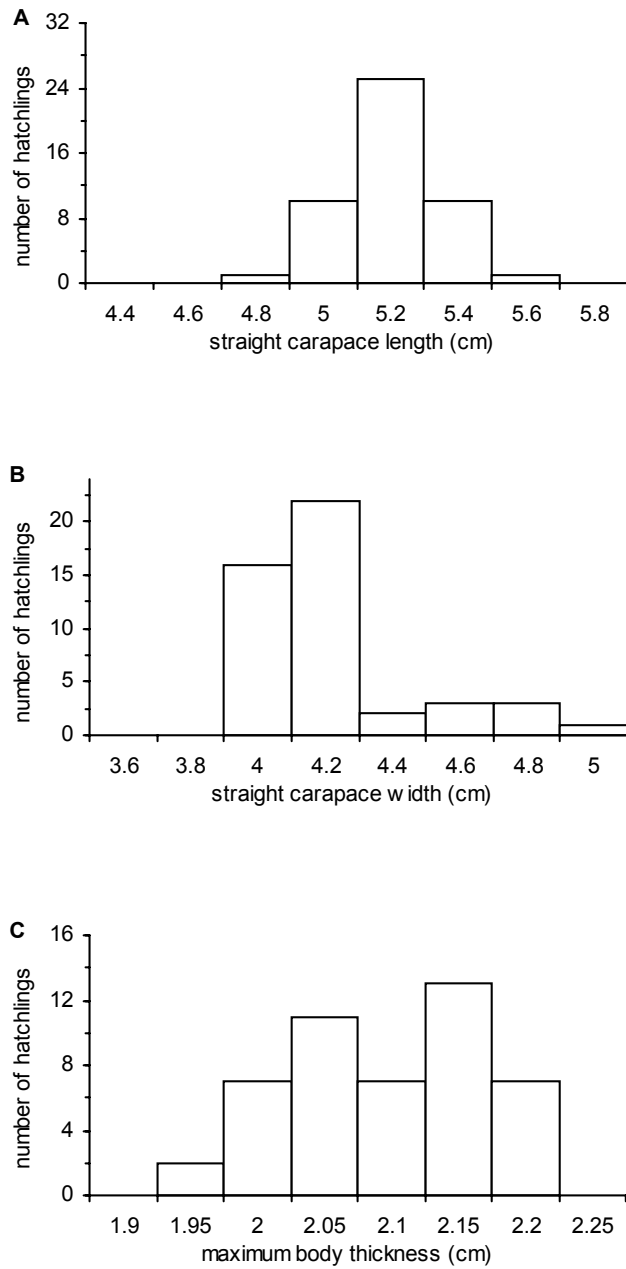 A
32
24
16
8
0
number of hatchlings
4.4 4.6 4.8 5 5.2 5.4 5.6 5.8
straight carapace length (cm)
B
20
15
10
5
0
number of hatchlings
3.6 3.8 4 4.2 4.4 4.6 4.8 5
straight carapace width (cm)
C
16
12
8
4
0
number of hatchlings
1.9 1.95 2 2.05 2.1 2.15 2.2 2.25
maximum body thickness (cm)